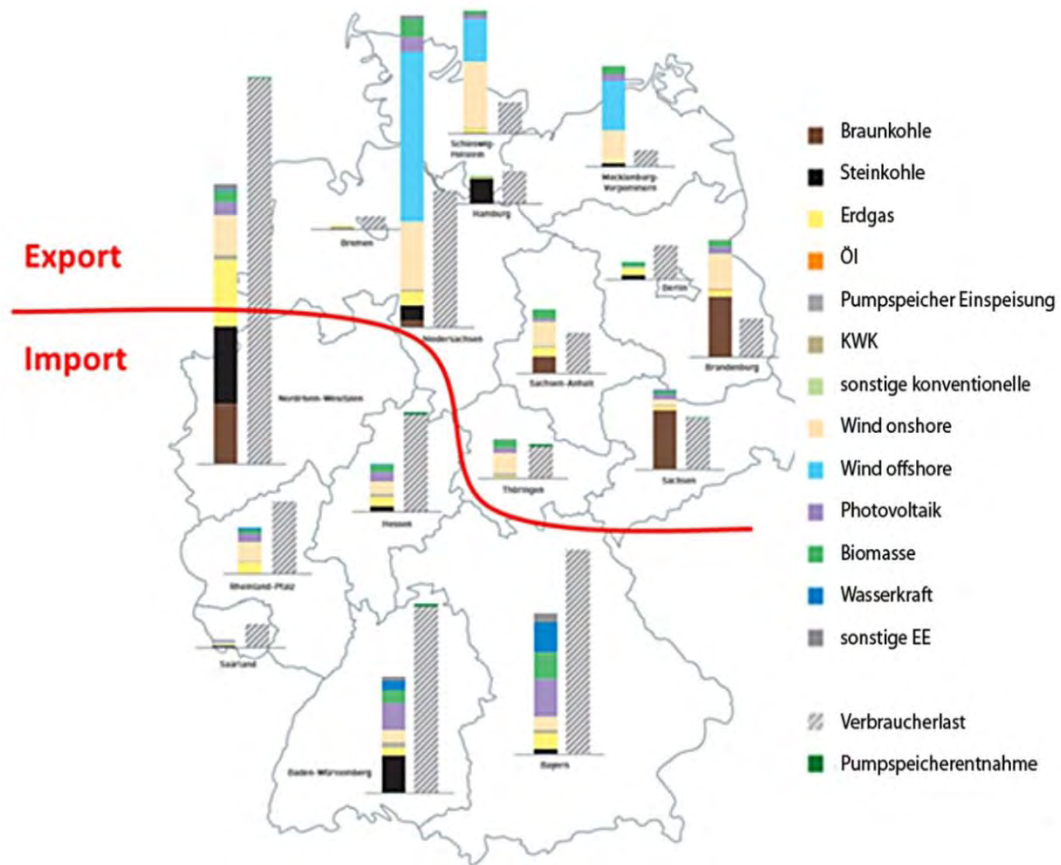 Schleswig-
Holstein
Mecklenburg-
Vorpommern
Hamburg
Bremen
Export
Berlin
Import
Niedersachsen
Brandenburg
Sachsen-Anhalt
Nordrhein-Westfalen
Sachsen
Thüringen
Hessen
Rheinland-Pfalz
Saarland
Bayern
Baden-Württemberg
Braunkohle
Steinkohle
Erdgas
Öl
Pumpspeicher Einspeisung
KWK
sonstige konventionelle
Wind onshore
Wind offshore
Photovoltaik
Biomasse
Wasserkraft
sonstige EE
Verbraucherlast
Pumpspeicherentnahme